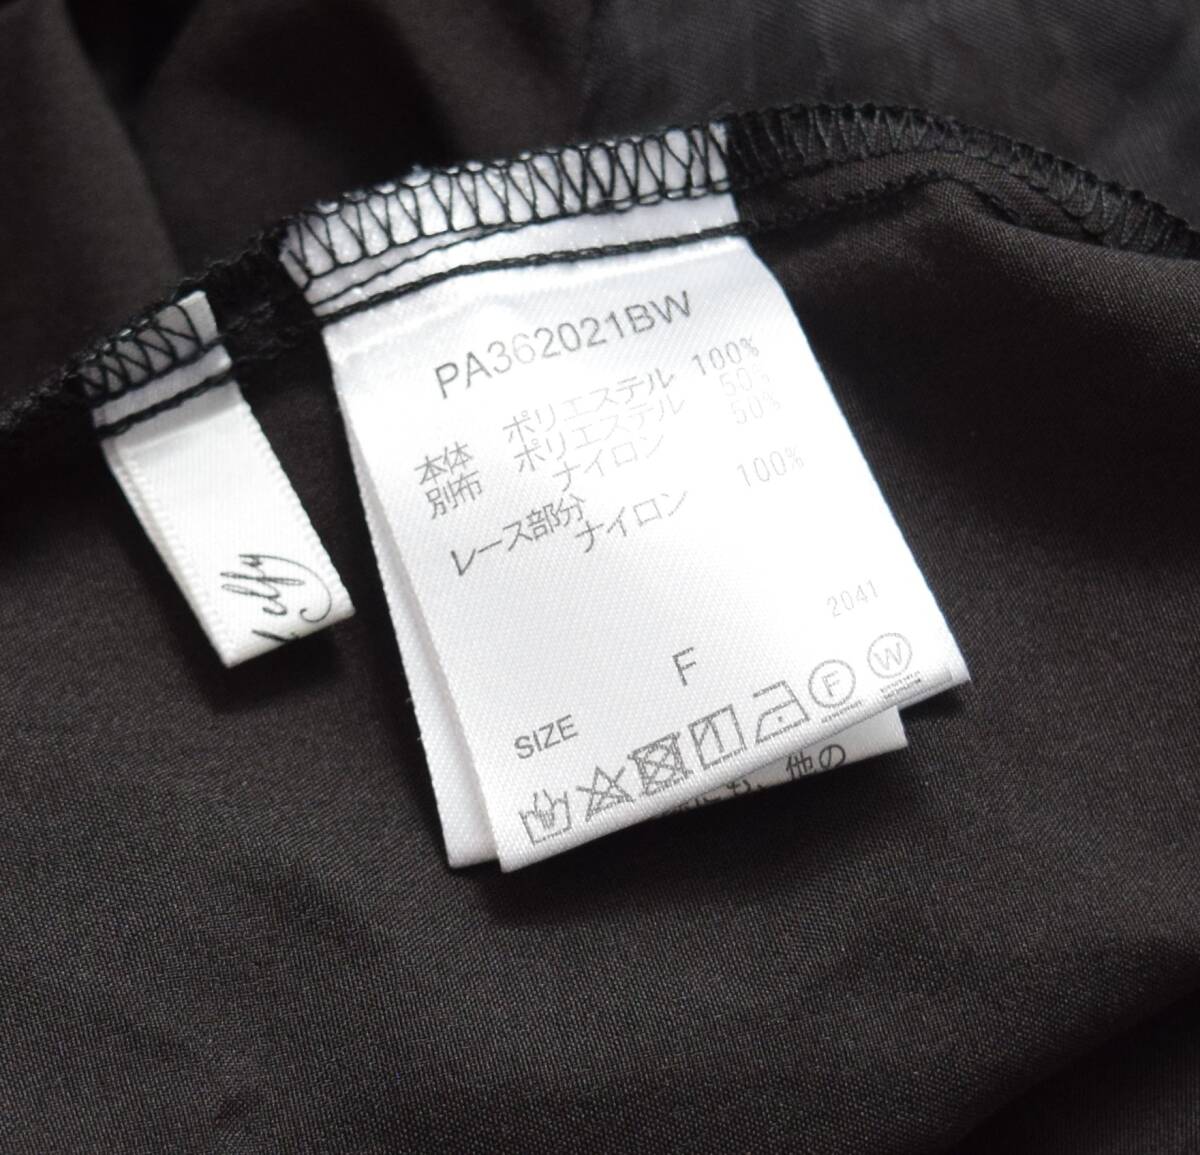 PA362021BW
本体 ポリエステル 100%
別布 ポリエステル 50%
ナイロン 50%
レース部分
ナイロン 100%
2041
SIZE F
F
W
にも、他の